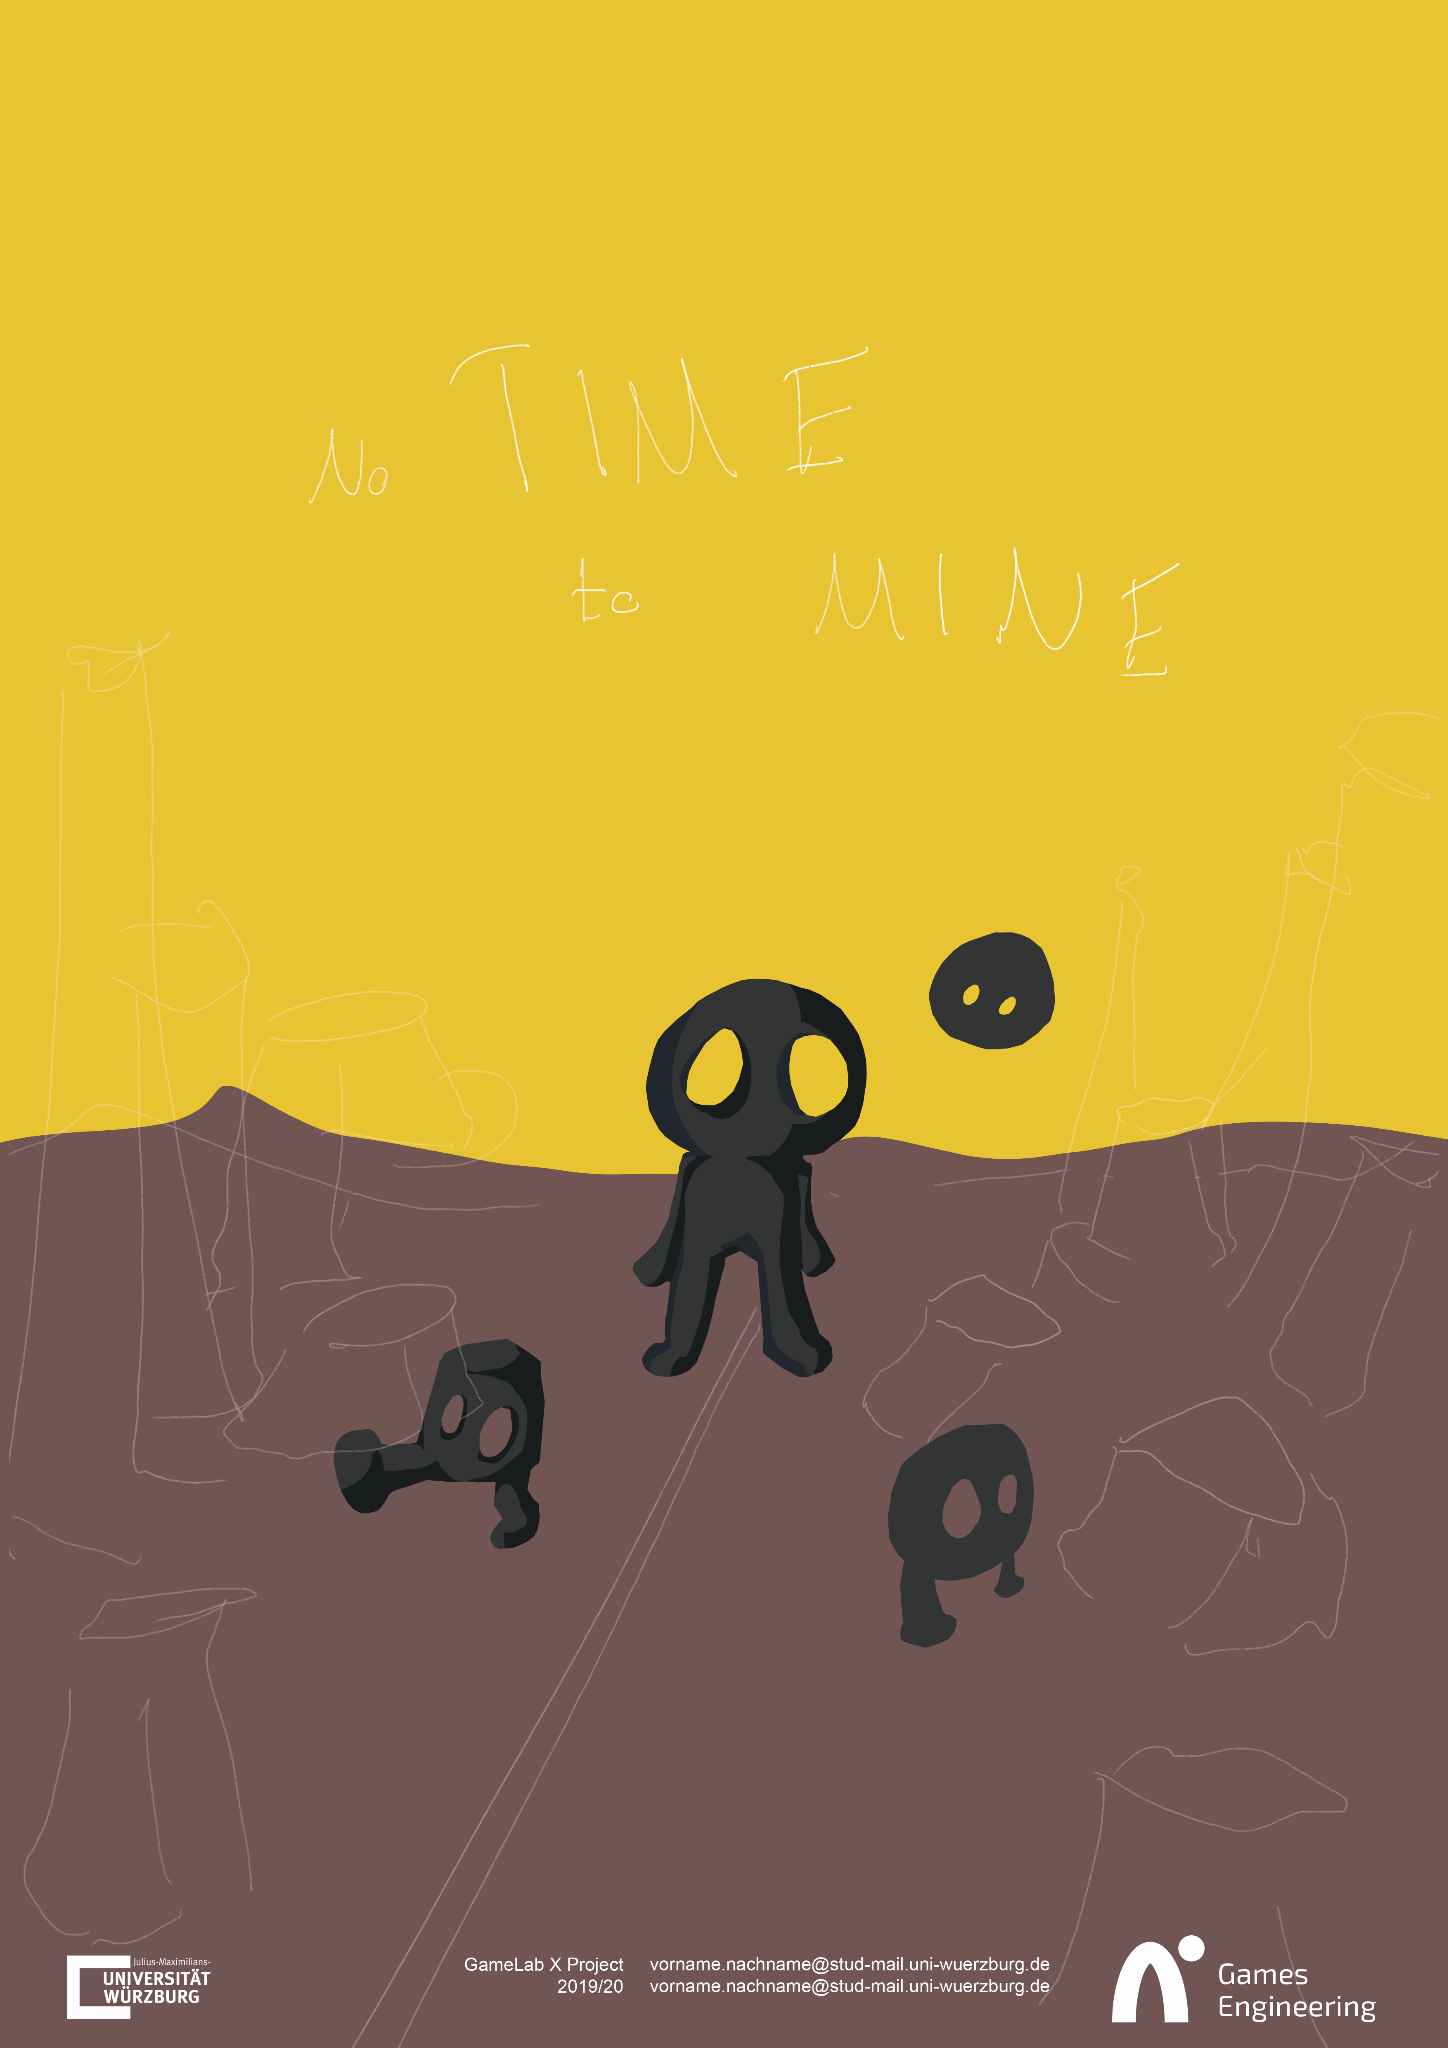 No TIME
to MINE
Julius-Maximilians-
UNIVERSITÄT
WÜRZBURG
GameLab X Project
2019/20
vorname.nachname@stud-mail.uni-wuerzburg.de
vorname.nachname@stud-mail.uni-wuerzburg.de
Games
Engineering